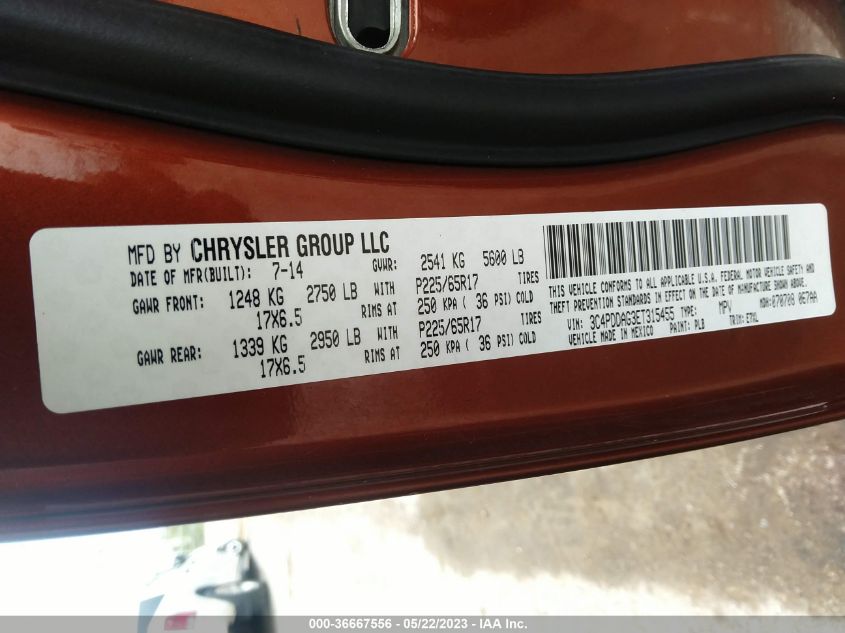 MFD BY CHRYSLER GROUP LLC
DATE OF MFR(BUILT): 7-14 GVWR: 2541 KG 5600 LB
GAWR FRONT: 1248 KG 2750 LB WITH P225/65R17 TIRES
17X6.5 RIMS AT 250 KPA ( 36 PSI) COLD
GAWR REAR: 1339 KG 2950 LB WITH P225/65R17 TIRES
17X6.5 RIMS AT 250 KPA ( 36 PSI) COLD
THIS VEHICLE CONFORMS TO ALL APPLICABLE U.S.A. FEDERAL MOTOR VEHICLE SAFETY AND
THEFT PREVENTION STANDARDS IN EFFECT ON THE DATE OF MANUFACTURE SHOWN ABOVE.
VIN: 3C4PDDAG3ET315455 TYPE: MPV MDH: 070708 067AA
VEHICLE MADE IN MEXICO PAINT: PLB TRIM:
000-36667556 - 05/22/2023 - IAA Inc.